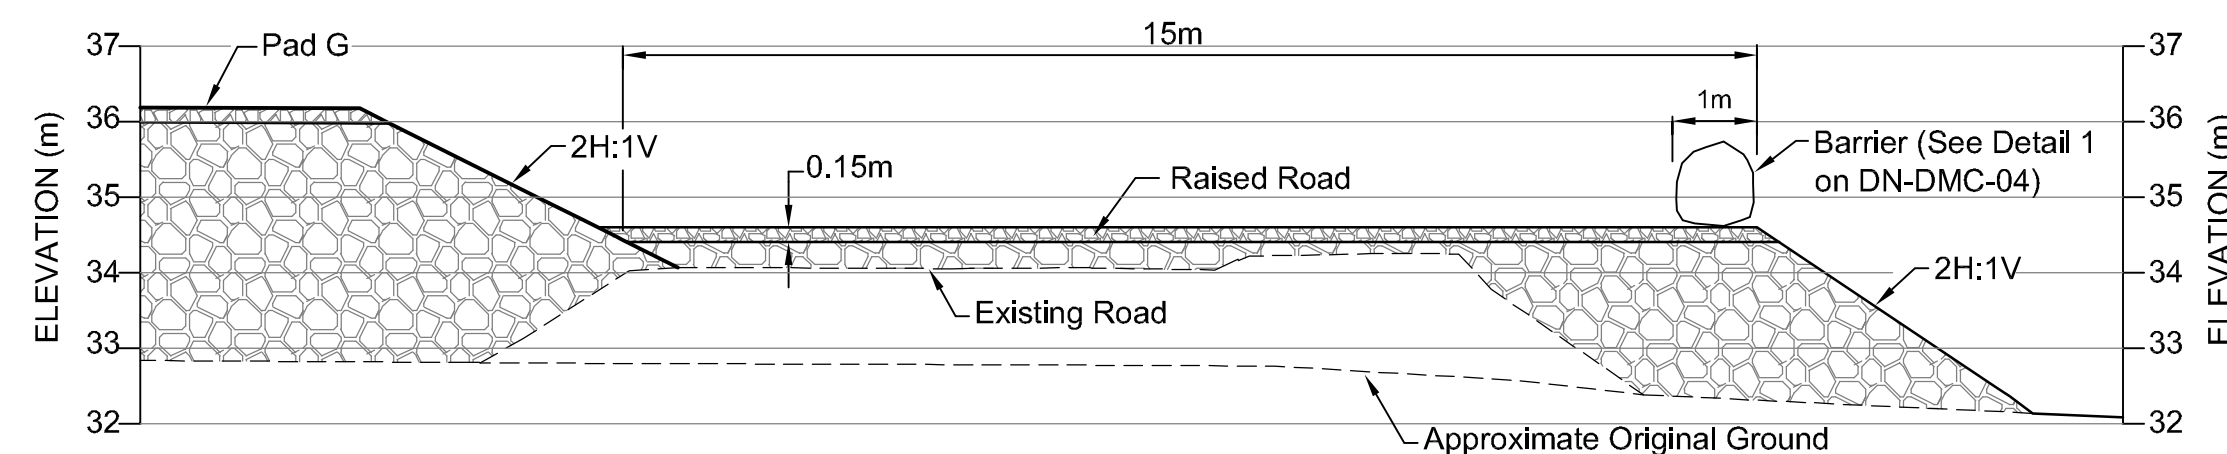 15m
37
Pad G
37
1m
36
36
2H:1V
0.15m
Barrier (See Detail 1
on DN-DMC-04)
Raised Road
35
35
ELEVATION (m)
ELEVATION (m)
34
34
2H:1V
Existing Road
33
33
32
32
Approximate Original Ground